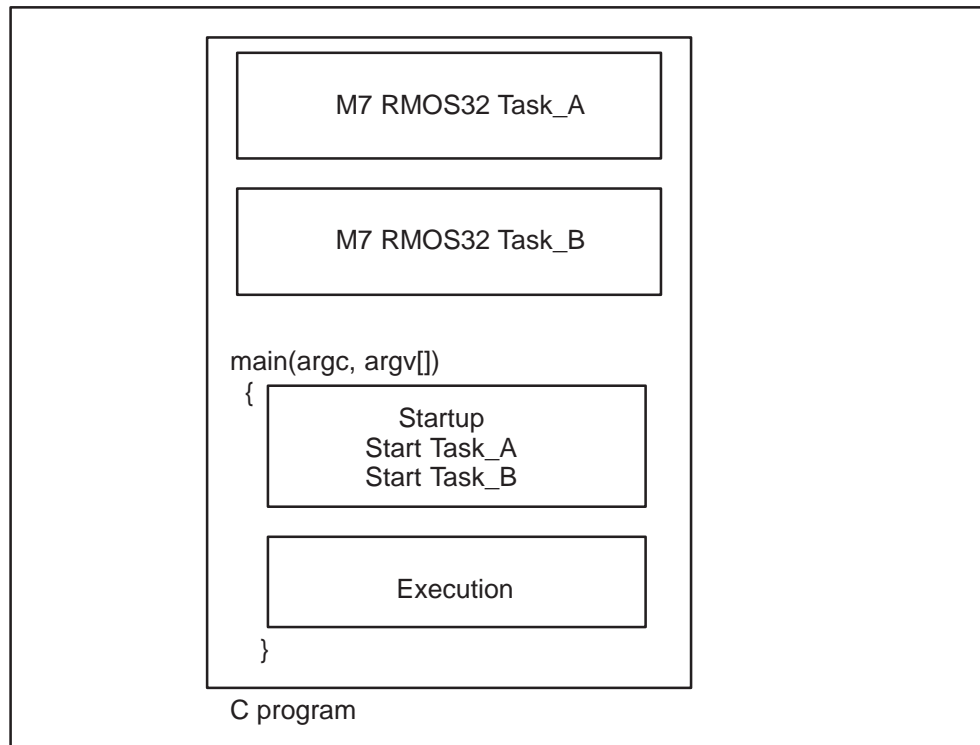 M7 RMOS32 Task_A
M7 RMOS32 Task_B
main(argc, argv[])
{
Startup
Start Task_A
Start Task_B
Execution
}
C program